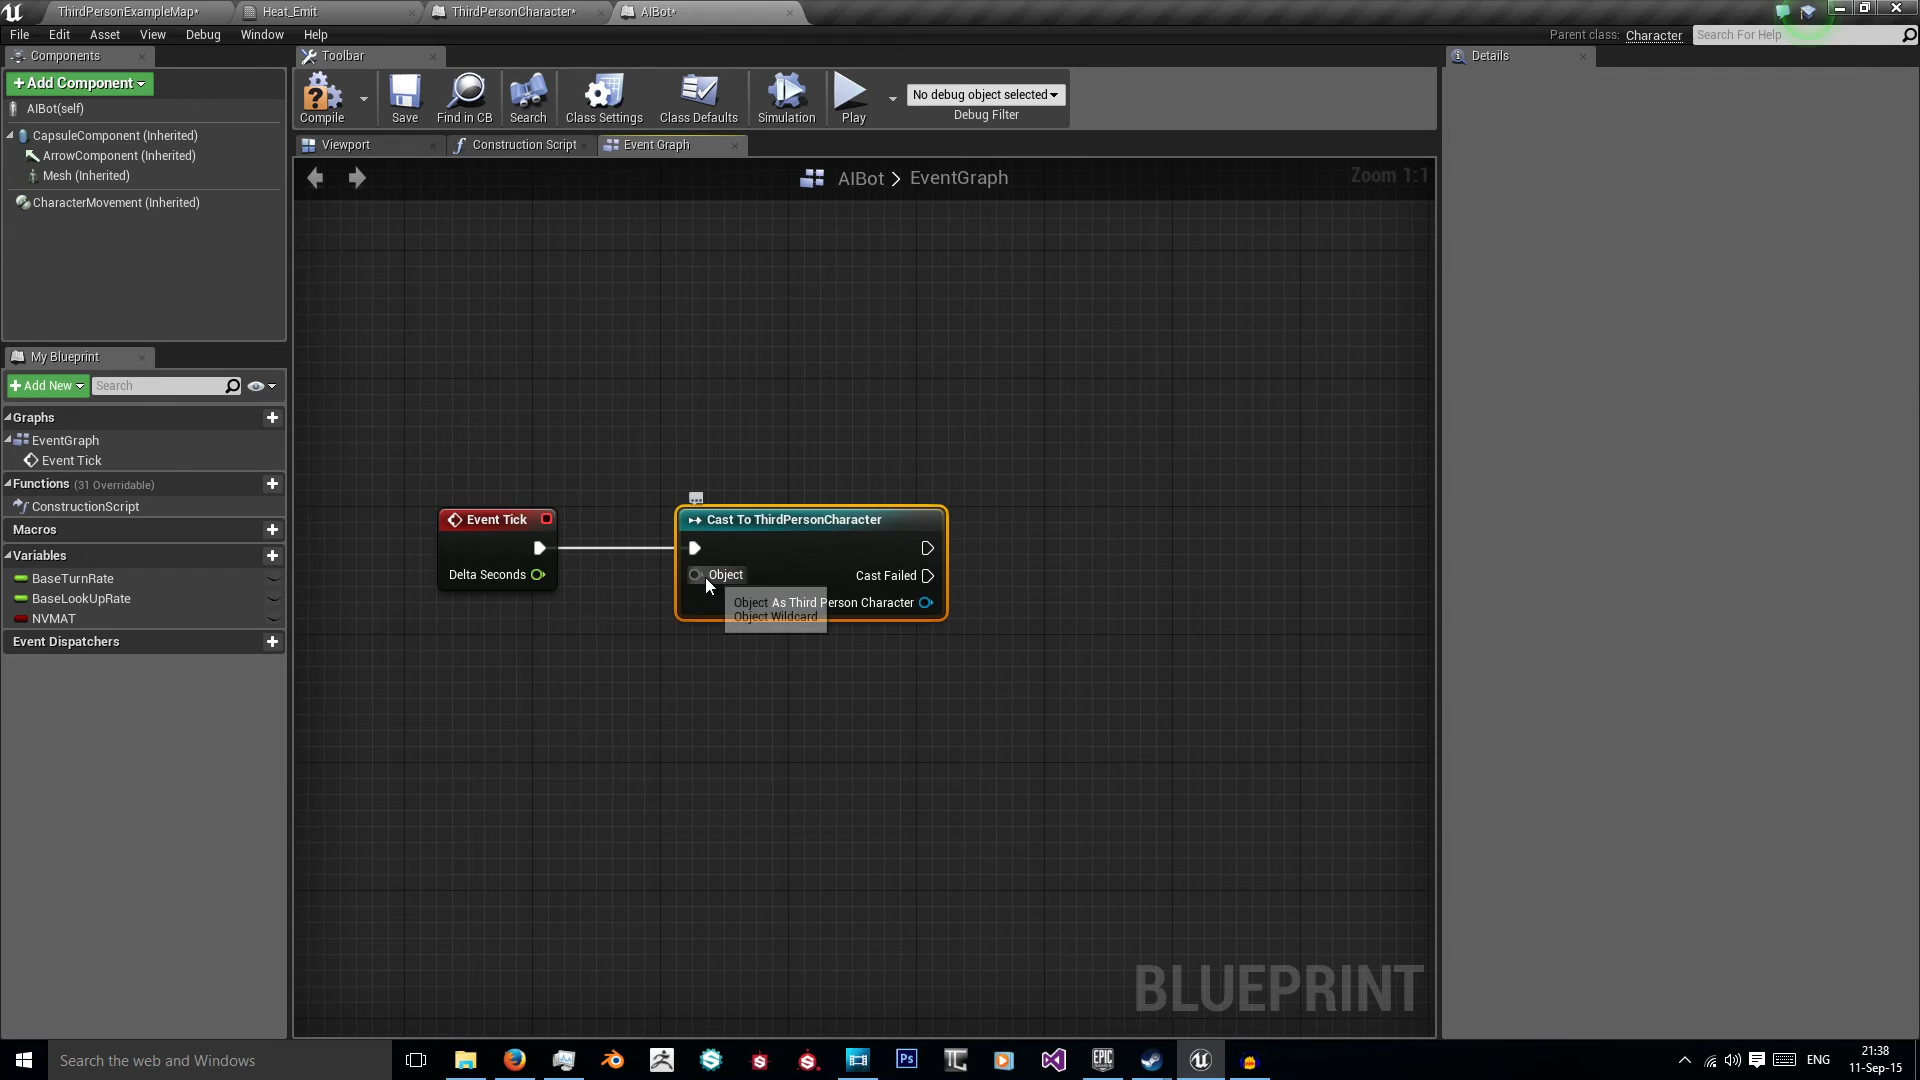 ThirdPersonExampleMap*
Heat_Emit
ThirdPersonCharacter*
AIBot*
File Edit Asset View Debug Window Help
Parent class: Character
Search For Help
Components
Toolbar
Details
+Add Component
AIBot(self)
CapsuleComponent (Inherited)
ArrowComponent (Inherited)
Mesh (Inherited)
CharacterMovement (Inherited)
Compile
Save
Find in CB
Search
Class Settings
Class Defaults
Simulation
Play
No debug object selected
Debug Filter
Viewport
Construction Script
Event Graph
AIBot > EventGraph
Zoom 1:1
My Blueprint
+Add New
Search
Graphs
EventGraph
Event Tick
Functions (31 Overridable)
ConstructionScript
Macros
Variables
BaseTurnRate
BaseLookUpRate
NVMAT
Event Dispatchers
Event Tick
Delta Seconds
Cast To ThirdPersonCharacter
Object
Cast Failed
Object As Third Person Character
Object Wildcard
BLUEPRINT
Search the web and Windows
Ps
EPIC
GAMES
ENG
21:38
11-Sep-15